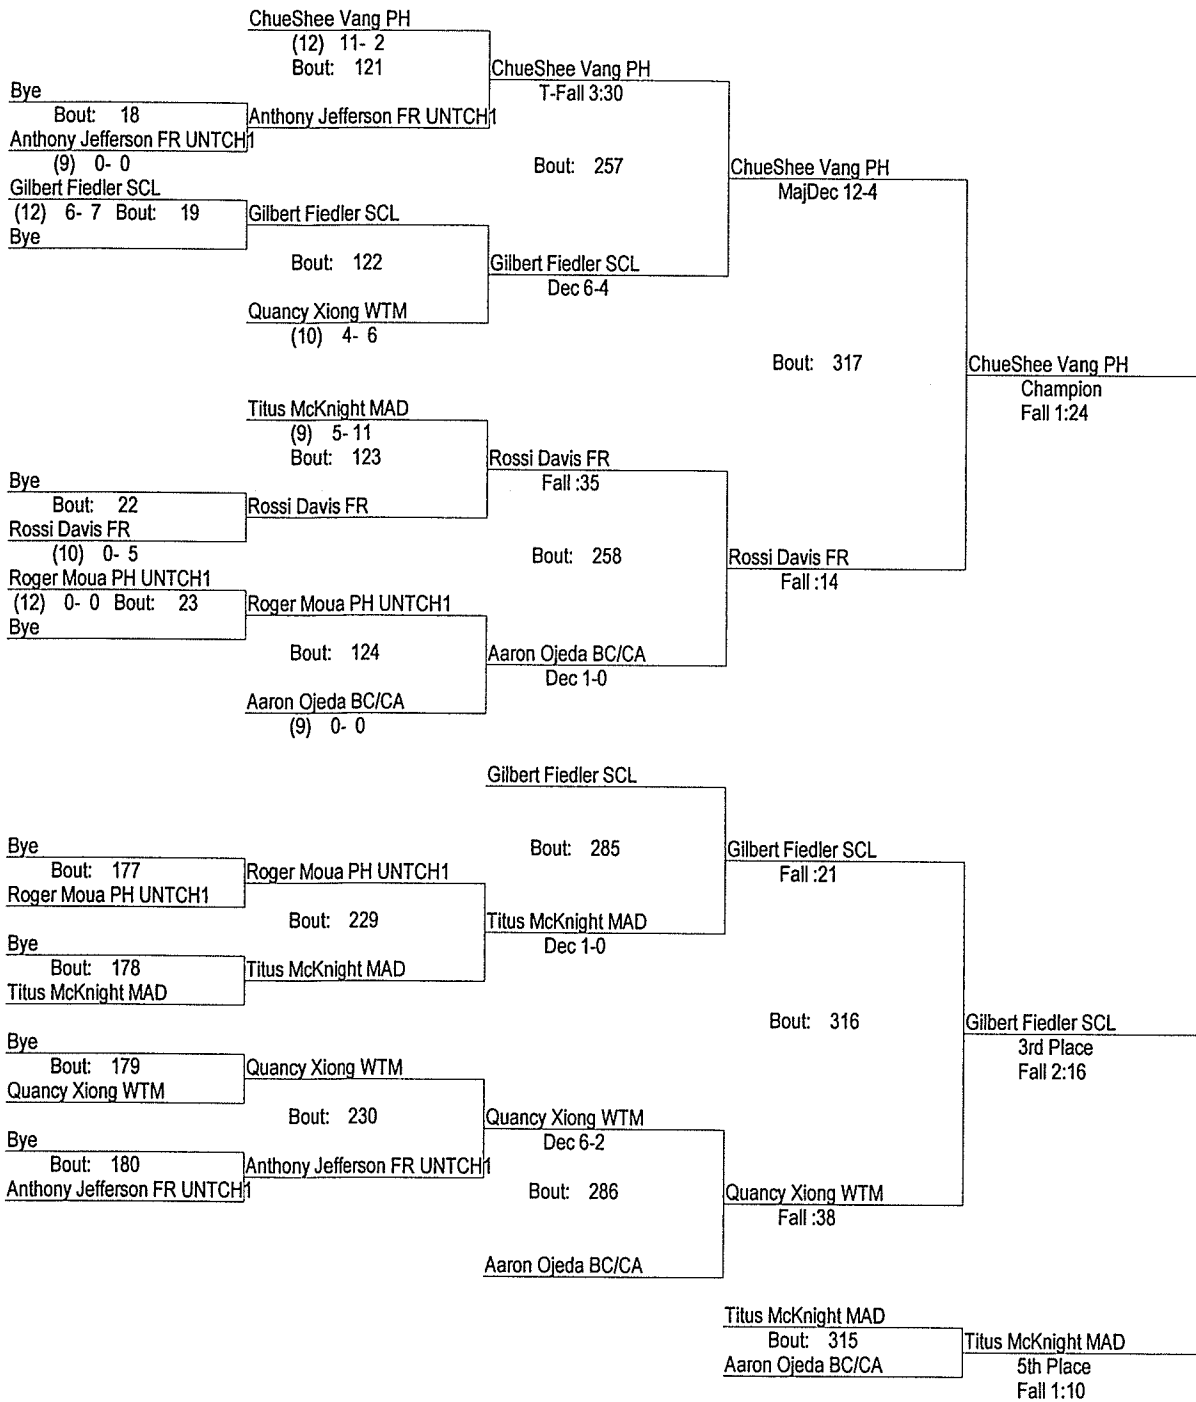 ChueShee Vang PH
(12) 11- 2
Bout: 121
ChueShee Vang PH
T-Fall 3:30
Bye
Bout: 18
Anthony Jefferson FR UNTCH1
Anthony Jefferson FR UNTCH1
(9) 0- 0
Bout: 257
ChueShee Vang PH
MajDec 12-4
Gilbert Fiedler SCL
(12) 6- 7 Bout: 19
Gilbert Fiedler SCL
Bye
Bout: 122
Gilbert Fiedler SCL
Dec 6-4
Quancy Xiong WTM
(10) 4- 6
Bout: 317
ChueShee Vang PH
Champion
Fall 1:24
Titus McKnight MAD
(9) 5- 11
Bout: 123
Rossi Davis FR
Fall :35
Bye
Bout: 22
Rossi Davis FR
Rossi Davis FR
(10) 0- 5
Bout: 258
Rossi Davis FR
Fall :14
Roger Moua PH UNTCH1
(12) 0- 0 Bout: 23
Roger Moua PH UNTCH1
Bye
Bout: 124
Aaron Ojeda BC/CA
Dec 1-0
Aaron Ojeda BC/CA
(9) 0- 0
Gilbert Fiedler SCL
Bout: 285
Gilbert Fiedler SCL
Fall :21
Bye
Bout: 177
Roger Moua PH UNTCH1
Roger Moua PH UNTCH1
Bout: 229
Titus McKnight MAD
Dec 1-0
Bye
Bout: 178
Titus McKnight MAD
Titus McKnight MAD
Bout: 316
Gilbert Fiedler SCL
3rd Place
Fall 2:16
Bye
Bout: 179
Quancy Xiong WTM
Quancy Xiong WTM
Bout: 230
Quancy Xiong WTM
Dec 6-2
Bye
Bout: 180
Anthony Jefferson FR UNTCH1
Anthony Jefferson FR UNTCH1
Bout: 286
Quancy Xiong WTM
Fall :38
Aaron Ojeda BC/CA
Titus McKnight MAD
Bout: 315
Titus McKnight MAD
Aaron Ojeda BC/CA
5th Place
Fall 1:10